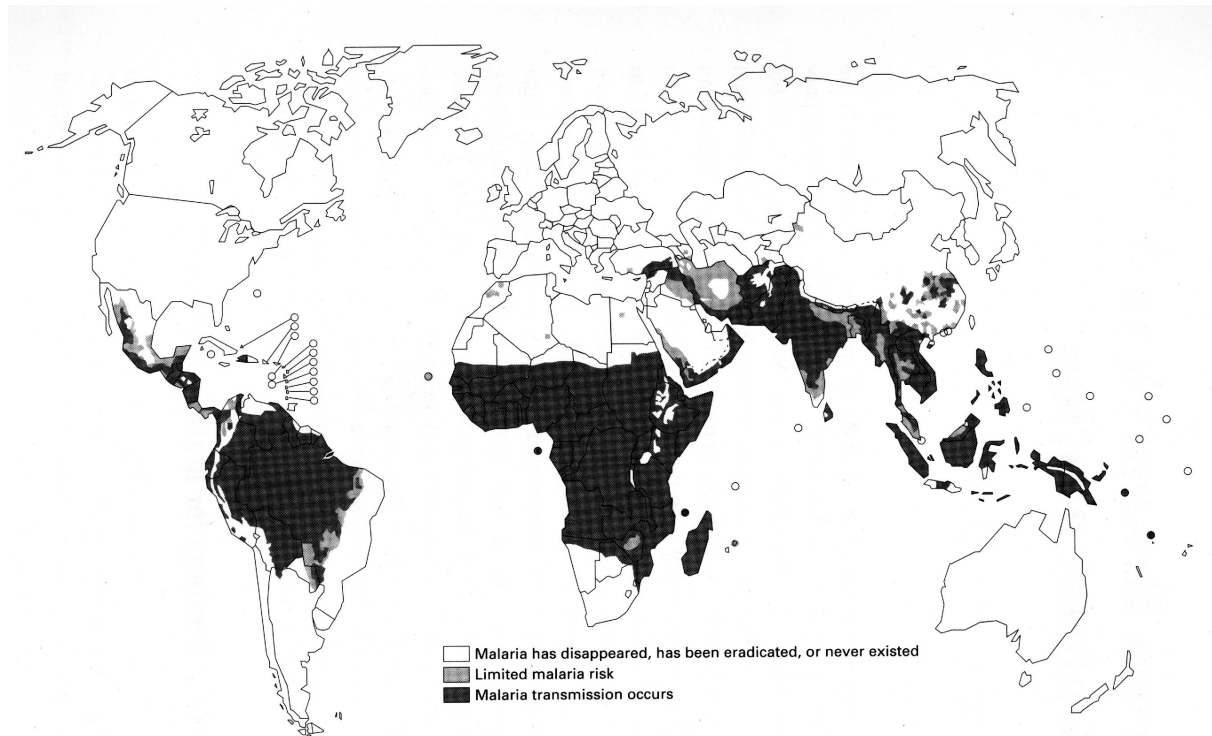 Malaria has disappeared, has been eradicated, or never existed
Limited malaria risk
Malaria transmission occurs